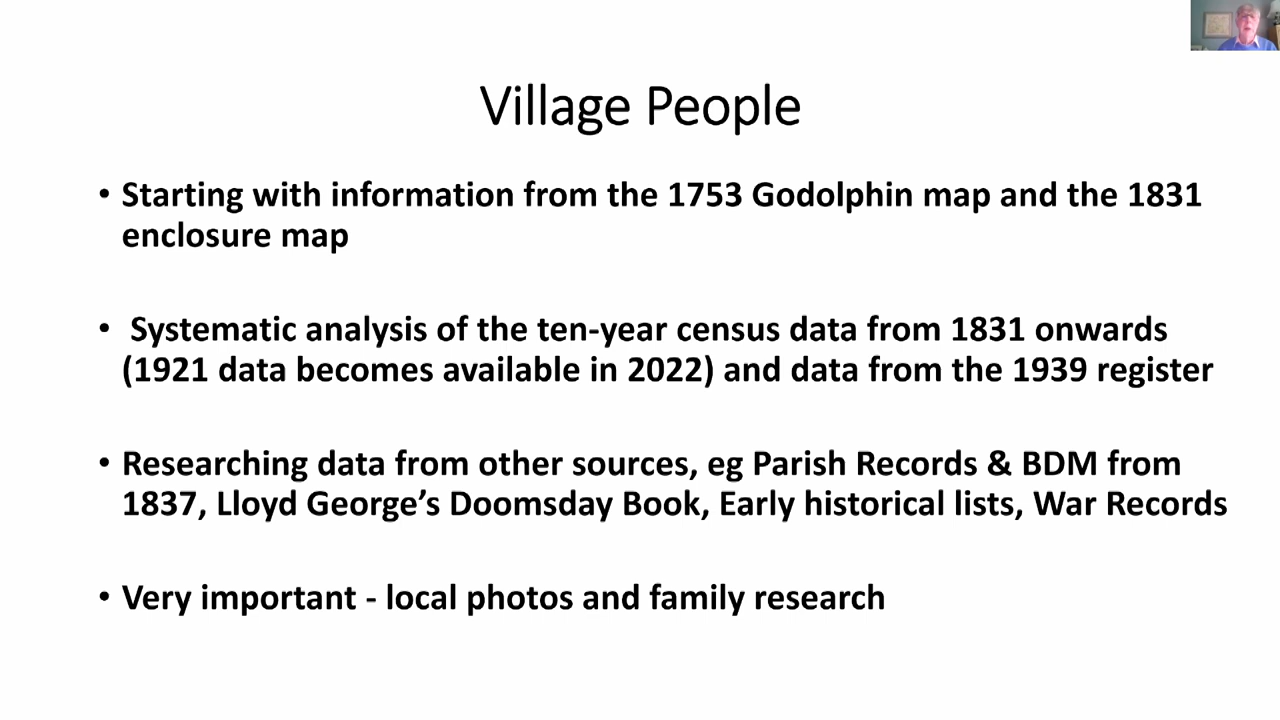 Village People
• Starting with information from the 1753 Godolphin map and the 1831
enclosure map
• Systematic analysis of the ten-year census data from 1831 onwards
(1921 data becomes available in 2022) and data from the 1939 register
• Researching data from other sources, eg Parish Records & BDM from
1837, Lloyd George’s Doomsday Book, Early historical lists, War Records
• Very important - local photos and family research